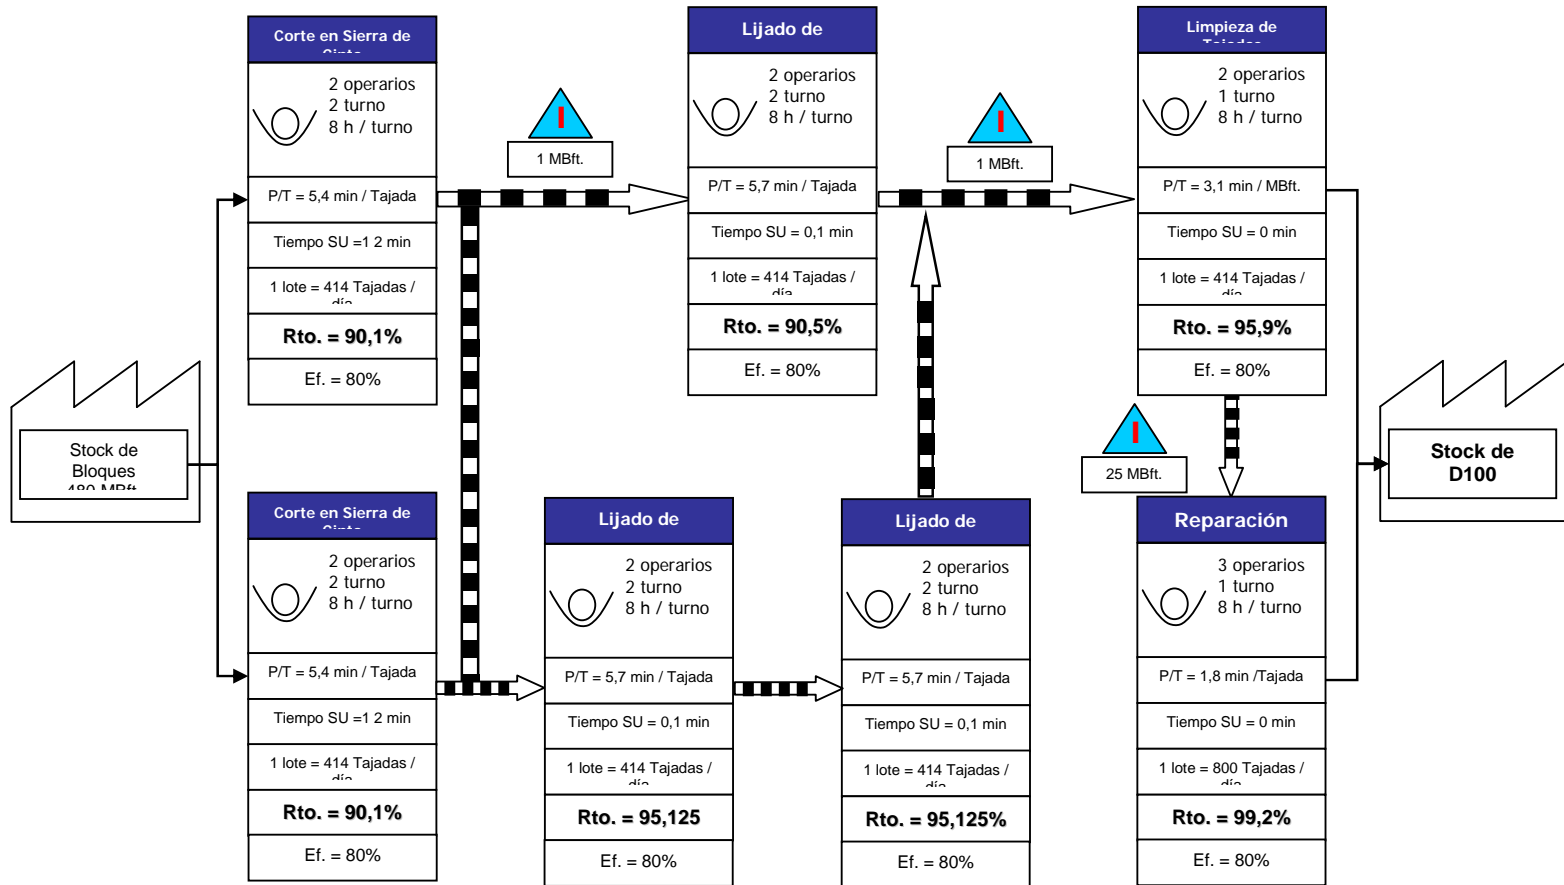 Corte en Sierra de
2 operarios
2 turno
8 h / turno
P/T = 5,4 min / Tajada
Tiempo SU =1 2 min
1 lote = 414 Tajadas /
día
Rto. = 90,1%
Ef. = 80%
I
1 MBft.
Lijado de
2 operarios
2 turno
8 h / turno
P/T = 5,7 min / Tajada
Tiempo SU = 0,1 min
1 lote = 414 Tajadas /
día
Rto. = 90,5%
Ef. = 80%
I
1 MBft.
Limpieza de
Tajadas
2 operarios
1 turno
8 h / turno
P/T = 3,1 min / MBft.
Tiempo SU = 0 min
1 lote = 414 Tajadas /
día
Rto. = 95,9%
Ef. = 80%
Stock de
Bloques
480 MBft
I
25 MBft.
Stock de
D100
Corte en Sierra de
2 operarios
2 turno
8 h / turno
P/T = 5,4 min / Tajada
Tiempo SU =1 2 min
1 lote = 414 Tajadas /
día
Rto. = 90,1%
Ef. = 80%
Lijado de
2 operarios
2 turno
8 h / turno
P/T = 5,7 min / Tajada
Tiempo SU = 0,1 min
1 lote = 414 Tajadas /
día
Rto. = 95,125
Ef. = 80%
Lijado de
2 operarios
2 turno
8 h / turno
P/T = 5,7 min / Tajada
Tiempo SU = 0,1 min
1 lote = 414 Tajadas /
día
Rto. = 95,125%
Ef. = 80%
Reparación
3 operarios
1 turno
8 h / turno
P/T = 1,8 min /Tajada
Tiempo SU = 0 min
1 lote = 800 Tajadas /
día
Rto. = 99,2%
Ef. = 80%